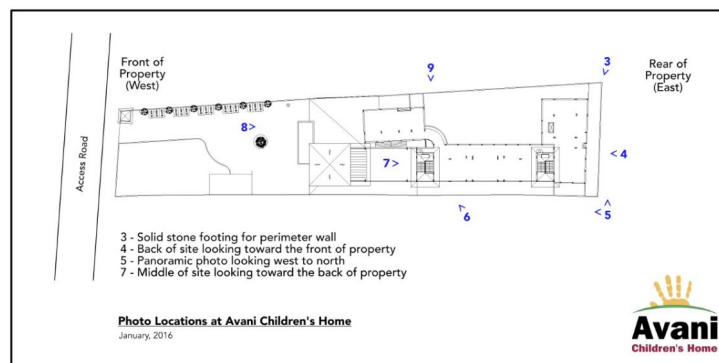 Front of
Property
(West)
9
3
Rear of
Property
(East)
8>
7>
<4
Access Road
6
<5
3 - Solid stone footing for perimeter wall
4 - Back of site looking toward the front of property
5 - Panoramic photo looking west to north
7 - Middle of site looking toward the back of property
Photo Locations at Avani Children's Home
January, 2016
Avani
Children's Home